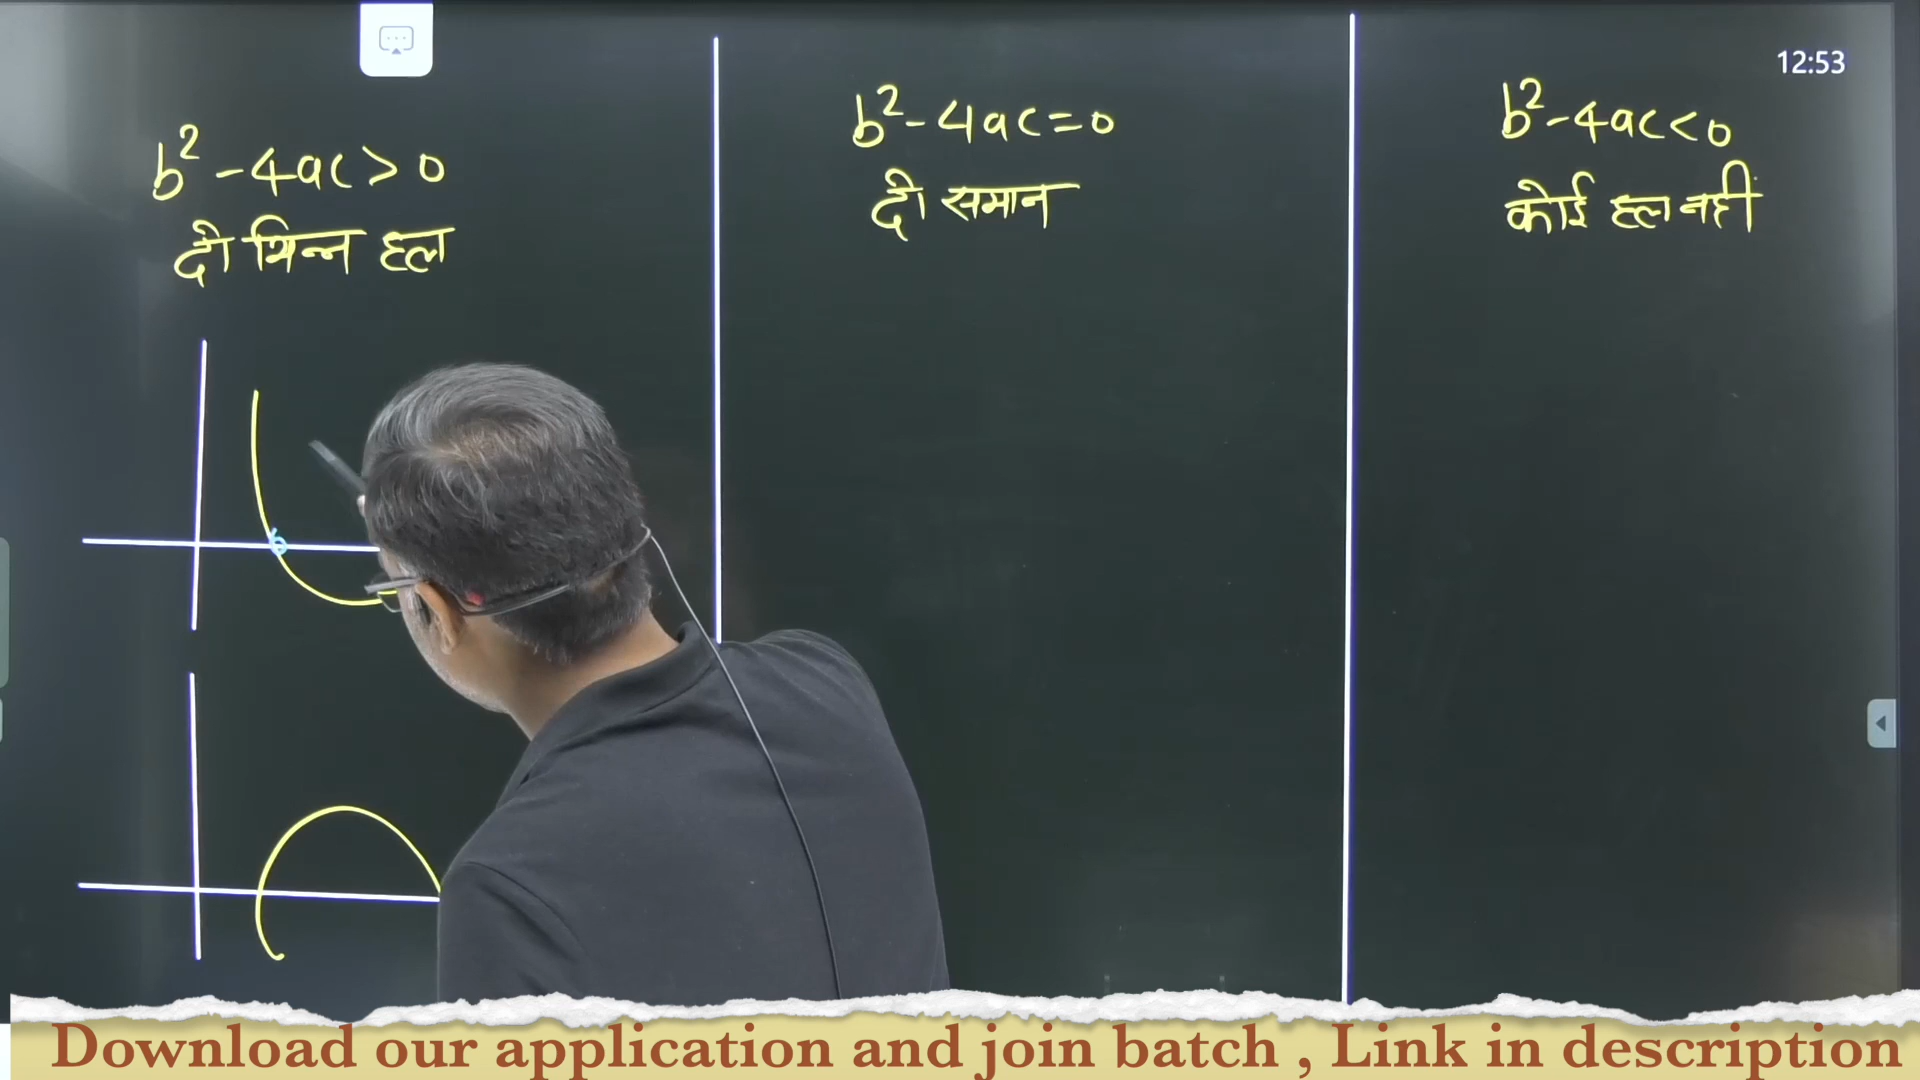 12:53
b²-4ac>0
दो भिन्न हल
b²-4ac=0
दो समान
b²-4ac<0
कोई हल नही
Download our application and join batch , Link in description